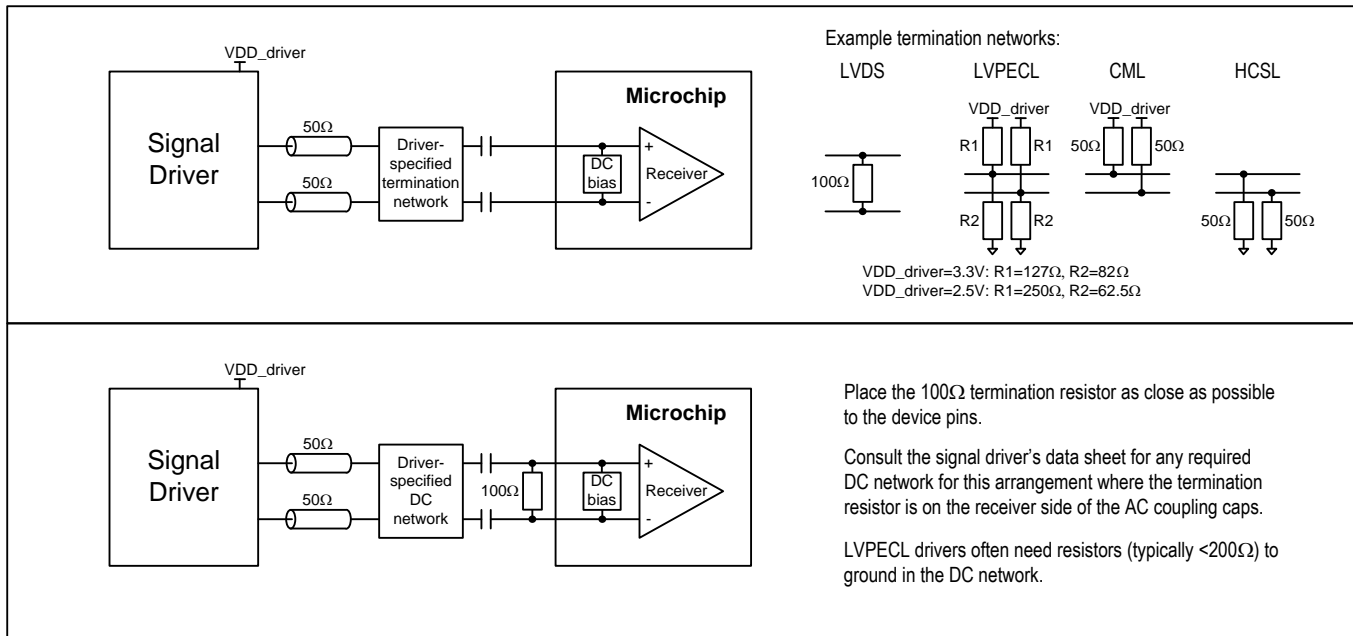 VDD_driver
Signal
Driver
50Ω
50Ω
Driver-
specified
termination
network
Microchip
DC
bias
+
-
Receiver
Example termination networks:
LVDS
LVPECL
CML
HCSL
100Ω
VDD_driver
R1
R1
R2
R2
VDD_driver
50Ω
50Ω
50Ω
50Ω
VDD_driver=3.3V: R1=127Ω, R2=82Ω
VDD_driver=2.5V: R1=250Ω, R2=62.5Ω
VDD_driver
Signal
Driver
50Ω
50Ω
Driver-
specified
DC
network
100Ω
Microchip
DC
bias
+
-
Receiver
Place the 100Ω termination resistor as close as possible
to the device pins.
Consult the signal driver's data sheet for any required
DC network for this arrangement where the termination
resistor is on the receiver side of the AC coupling caps.
LVPECL drivers often need resistors (typically <200Ω) to
ground in the DC network.